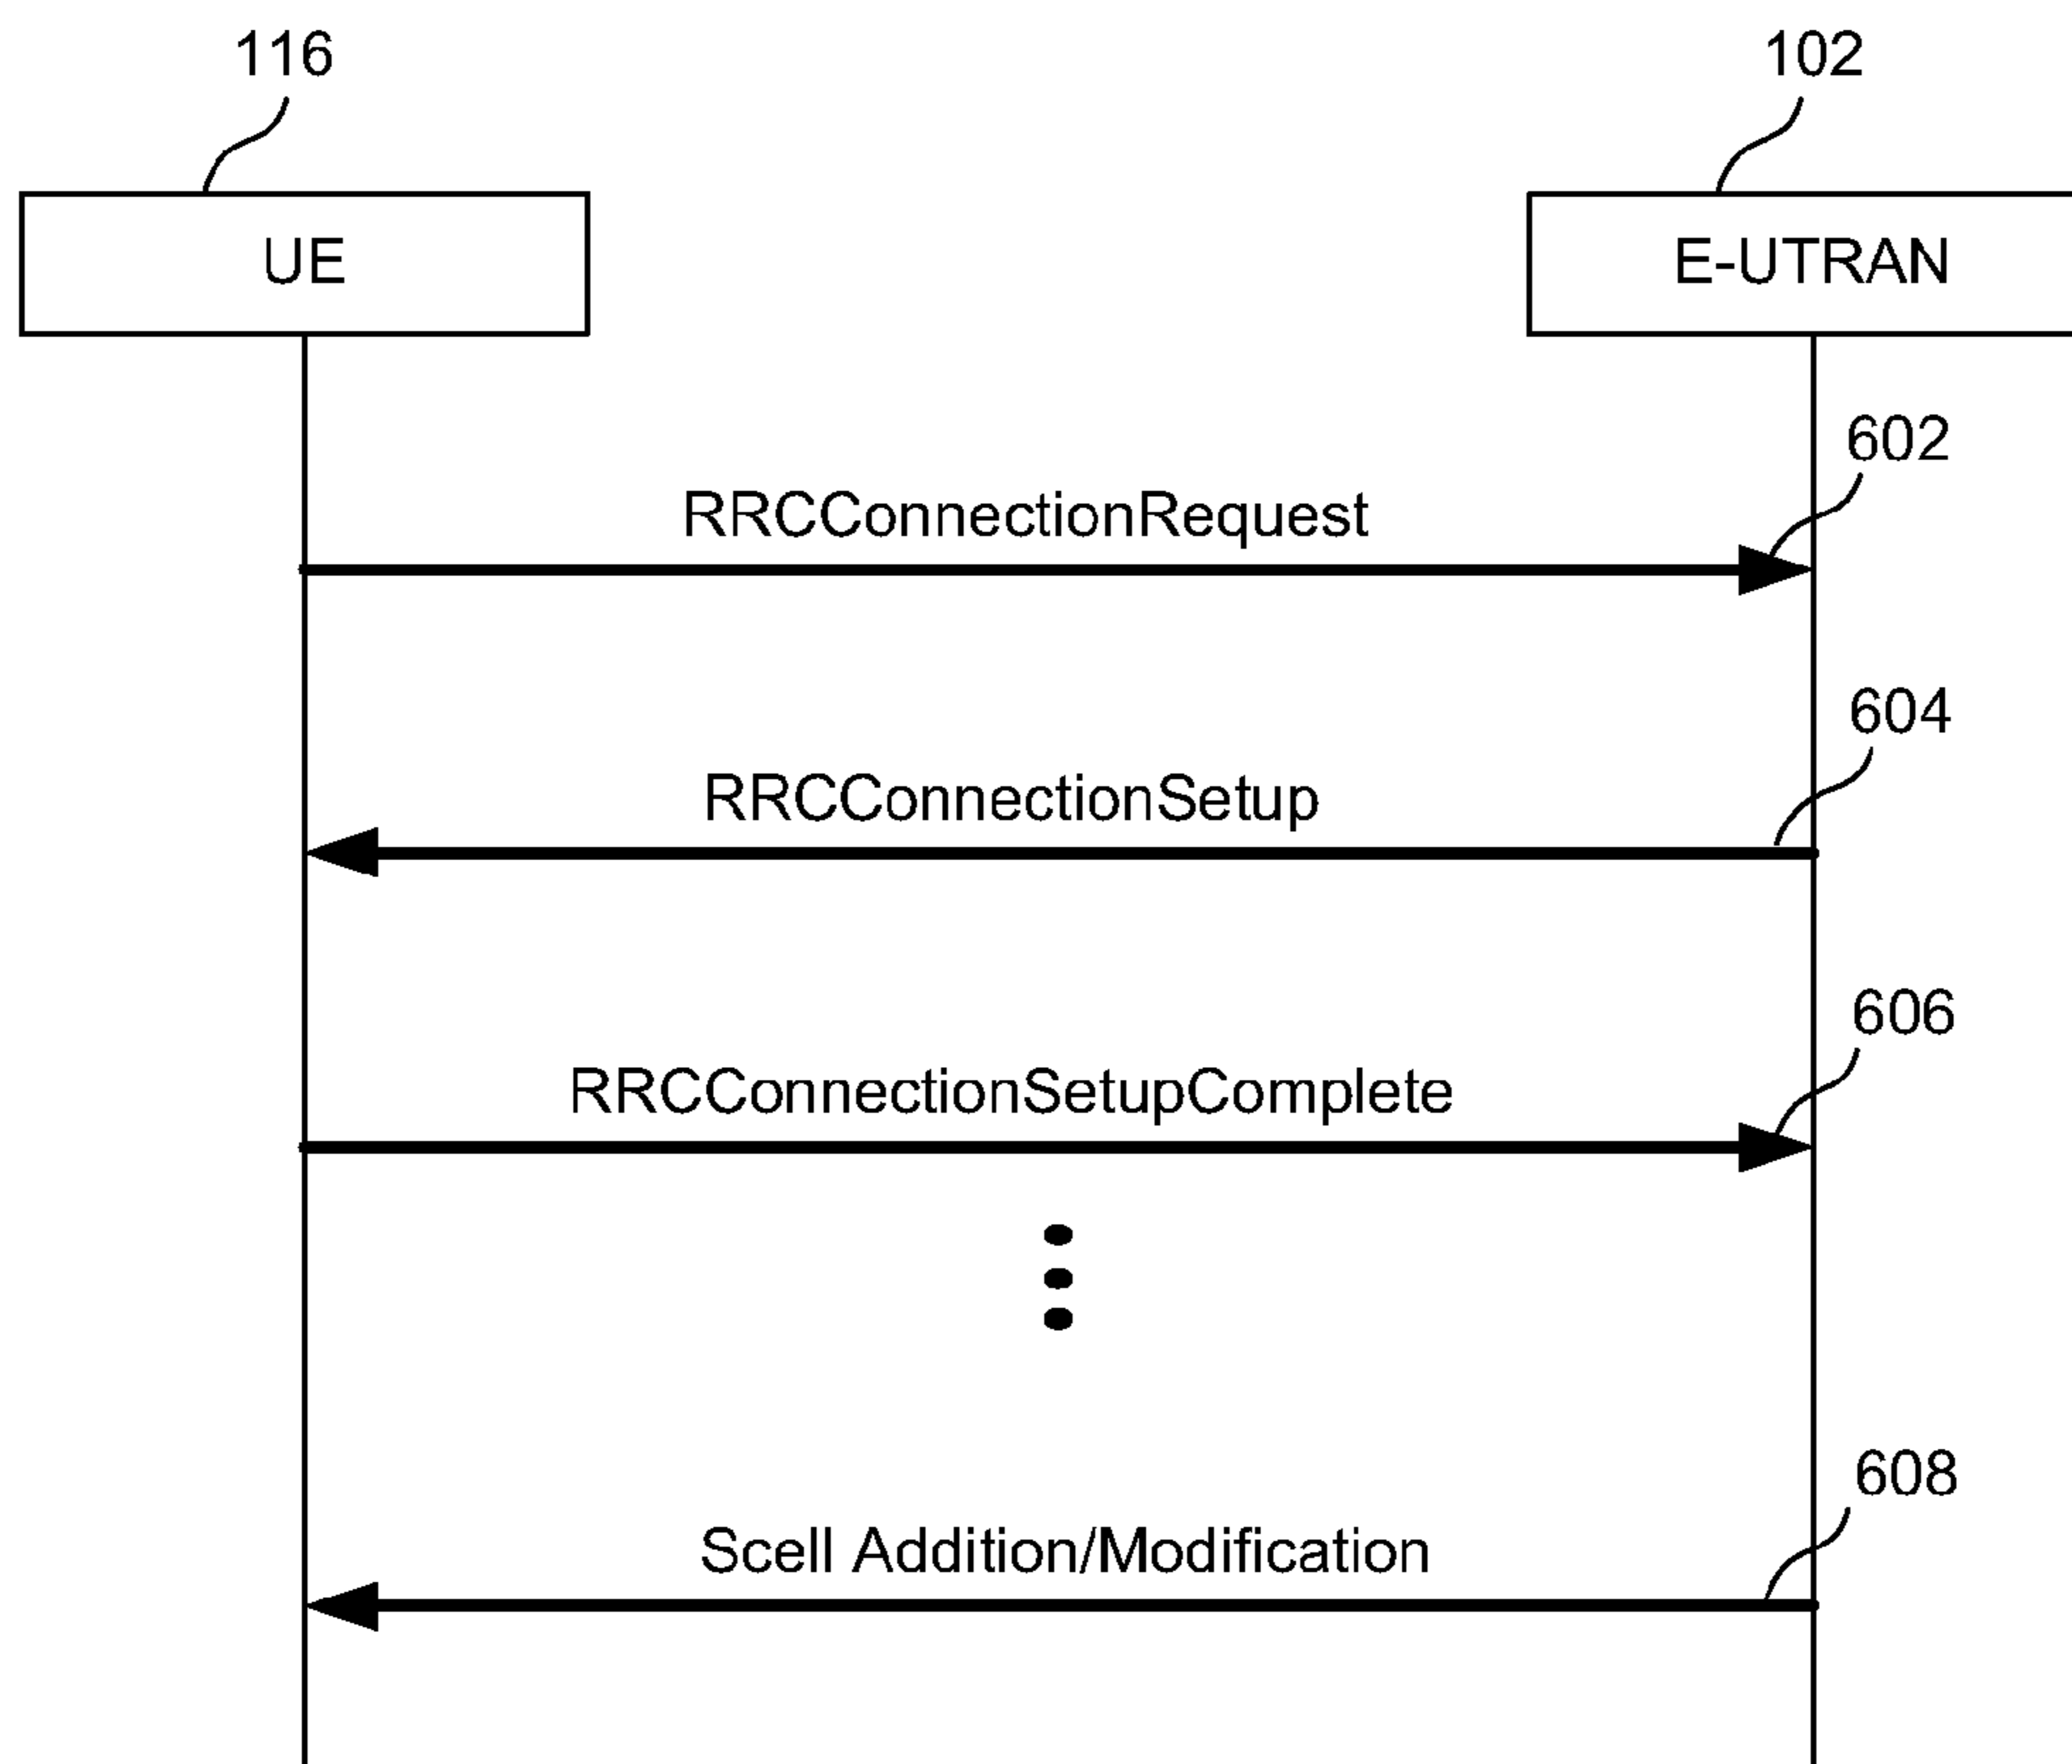 116
102
UE
E-UTRAN
602
RRCConnectionRequest
604
RRCConnectionSetup
606
RRCConnectionSetupComplete
608
Scell Addition/Modification